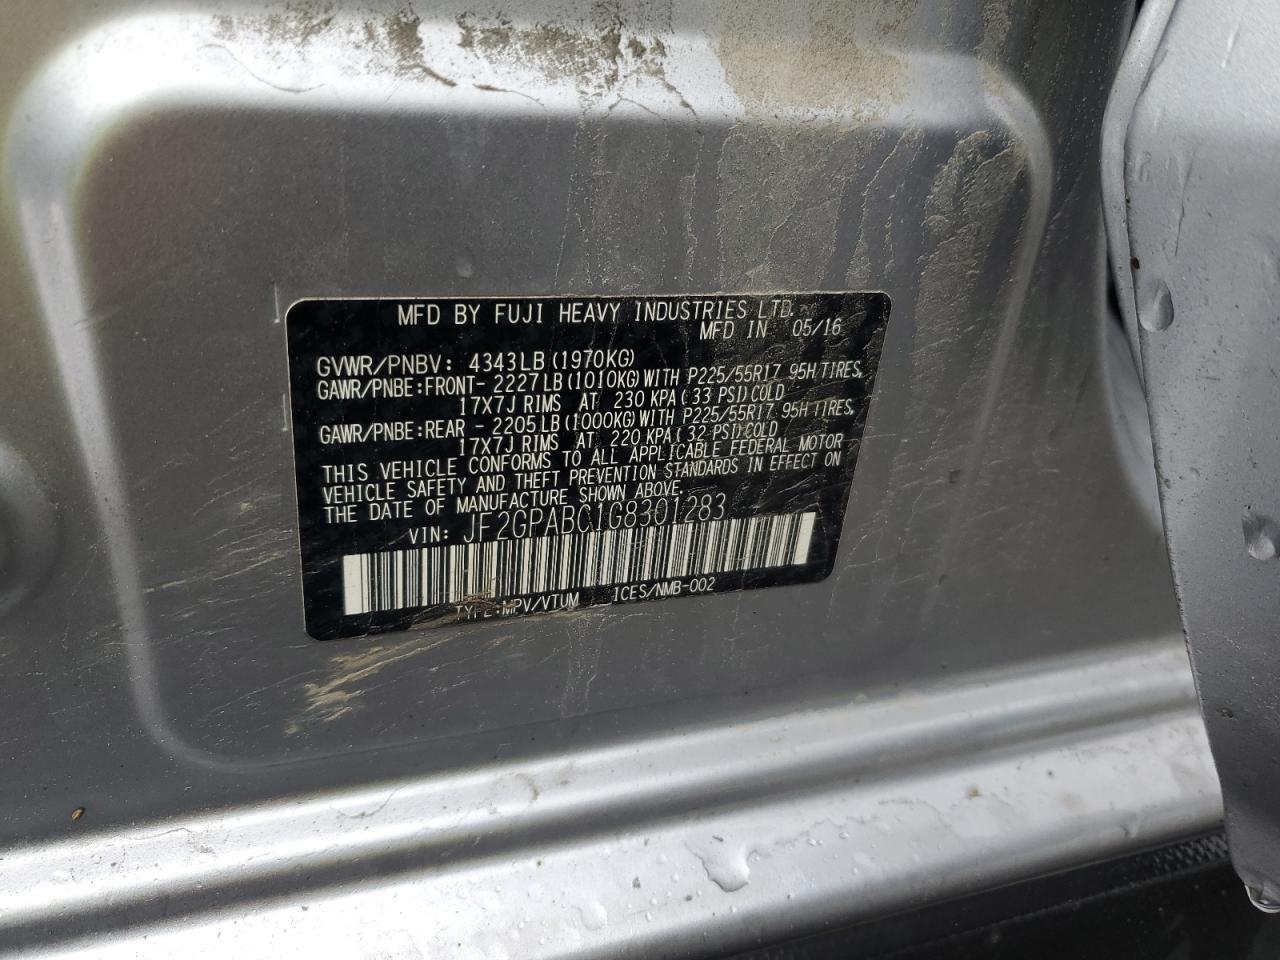 MFD BY FUJI HEAVY INDUSTRIES LTD.
MFD IN 05/16
GVWR/PNBV: 4343LB(1970KG)
GAWR/PNBE:FRONT-2227LB(1010KG)WITH P225/55R17 95H TIRES,
17X7J RIMS AT 230 KPA(33 PSI)COLD
GAWR/PNBE:REAR -2205LB(1000KG)WITH P225/55R17 95H TIRES,
17X7J RIMS AT 220 KPA(32 PSI)COLD
THIS VEHICLE CONFORMS TO ALL APPLICABLE FEDERAL MOTOR
VEHICLE SAFETY AND THEFT PREVENTION STANDARDS IN EFFECT ON
THE DATE OF MANUFACTURE SHOWN ABOVE.
VIN: JF2GPABC1G8301283
TYPE:MPV/VTUM ICES/NMB-002